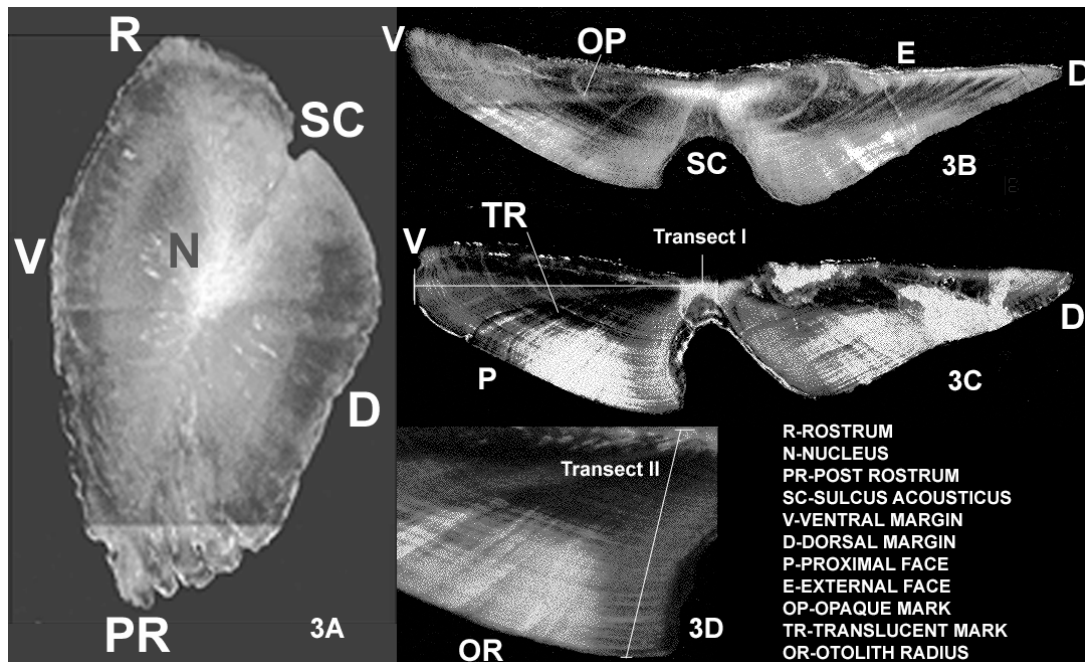 R
SC
N
V
D
PR
3A
V
OP
E
D
SC
3B
TR
V
Transect I
D
P
3C
Transect II
OR
3D
R-ROSTRUM
N-NUCLEUS
PR-POST ROSTRUM
SC-SULCUS ACOUSTICUS
V-VENTRAL MARGIN
D-DORSAL MARGIN
P-PROXIMAL FACE
E-EXTERNAL FACE
OP-OPAQUE MARK
TR-TRANSLUCENT MARK
OR-OTOLITH RADIUS